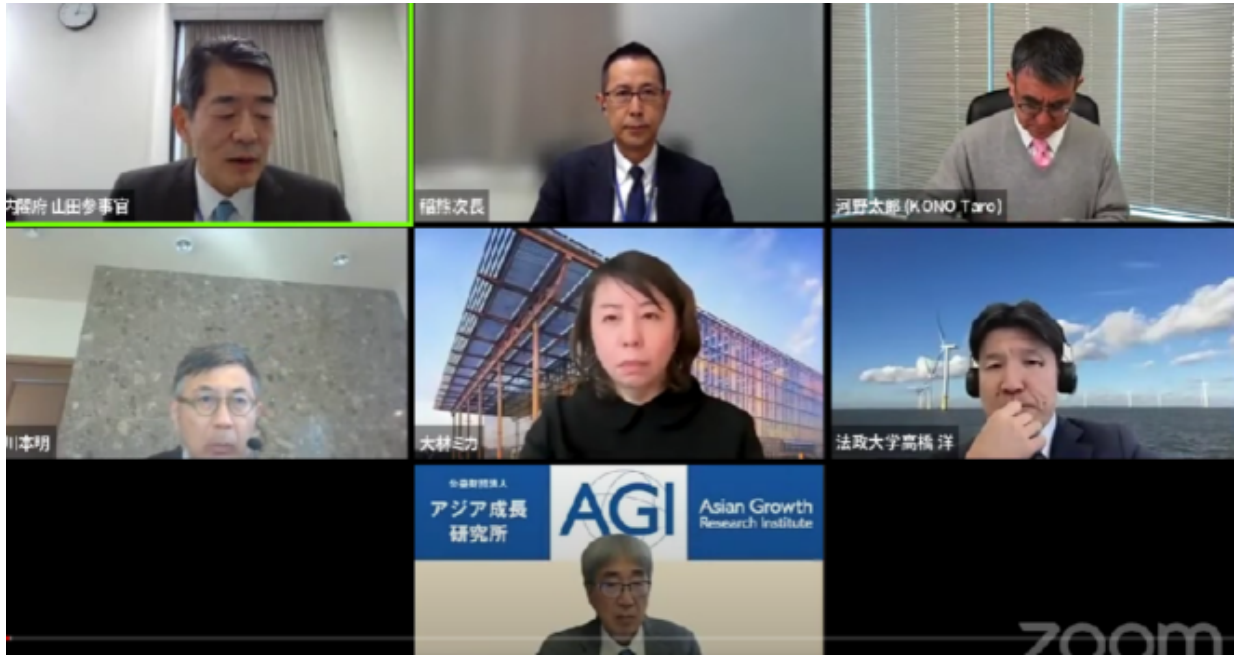 内閣府 山田参事官
稲熊次長
河野太郎 (KONO Taro)
川本明
大林ミカ
法政大学高橋 洋
公益財団法人
アジア成長
研究所
AGI
Asian Growth
Research Institute
zoom